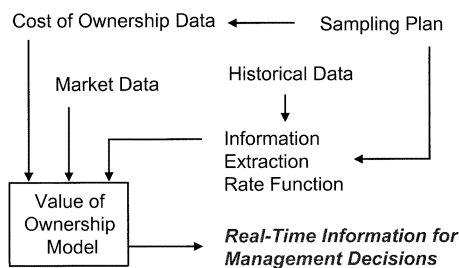 Cost of Ownership Data
Sampling Plan
Market Data
Historical Data
Information
Extraction
Rate Function
Value of
Ownership
Model
Real-Time Information for
Management Decisions